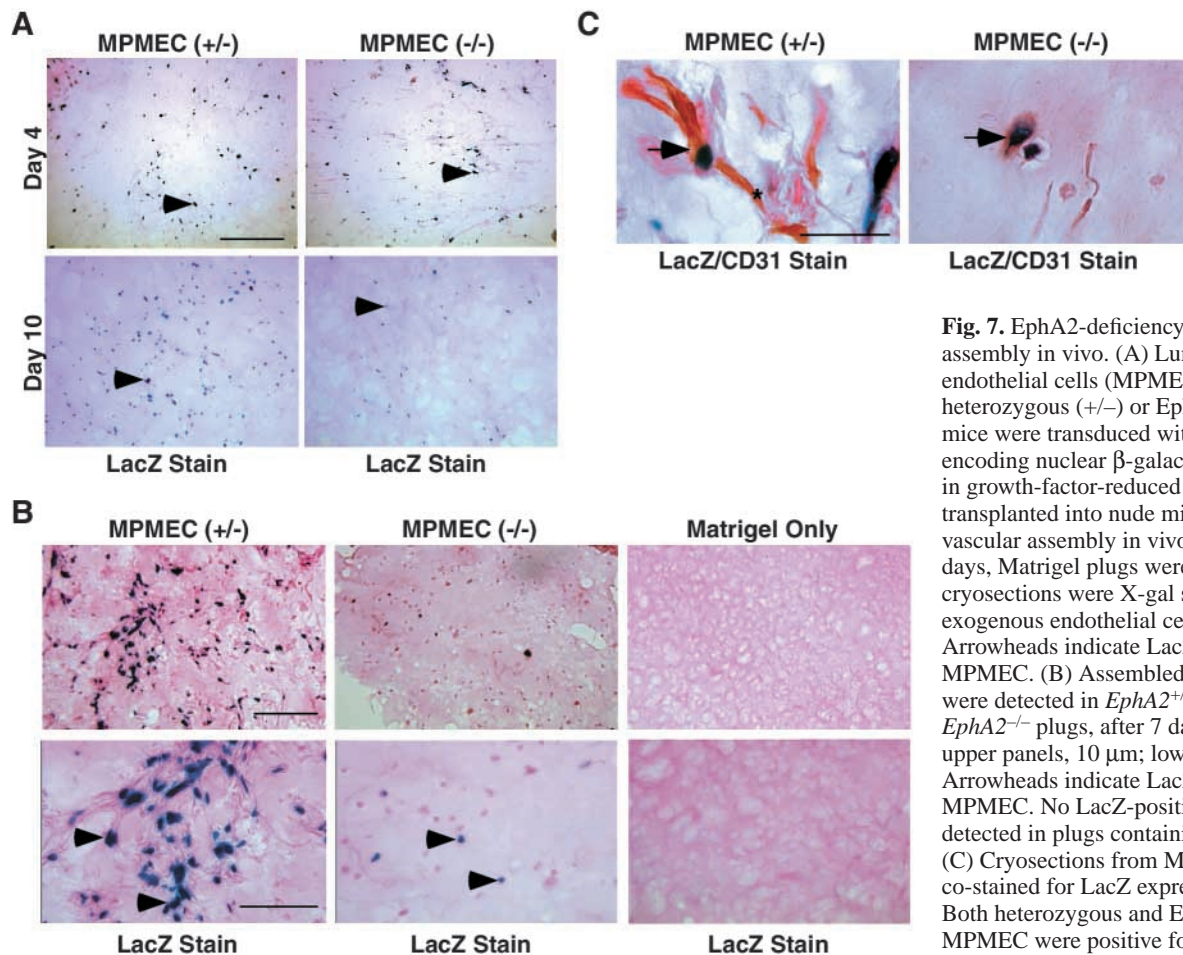 A
MPMEC (+/-)
MPMEC (-/-)
Day 4
Day 10
LacZ Stain
LacZ Stain
B
MPMEC (+/-)
MPMEC (-/-)
Matrigel Only
LacZ Stain
LacZ Stain
LacZ Stain
C
MPMEC (+/-)
MPMEC (-/-)
*
LacZ/CD31 Stain
LacZ/CD31 Stain
Fig. 7. EphA2-deficiency
assembly in vivo. (A) Lu
endothelial cells (MPME
heterozygous (+/–) or Ep
mice were transduced wit
encoding nuclear β-galac
in growth-factor-reduced
transplanted into nude mi
vascular assembly in vivo
days, Matrigel plugs were
cryosections were X-gal s
exogenous endothelial ce
Arrowheads indicate Lac
MPMEC. (B) Assembled
were detected in EphA2+/
EphA2–/– plugs, after 7 da
upper panels, 10 μm; low
Arrowheads indicate Lac
MPMEC. No LacZ-positi
detected in plugs containi
(C) Cryosections from M
co-stained for LacZ expre
Both heterozygous and E
MPMEC were positive fo